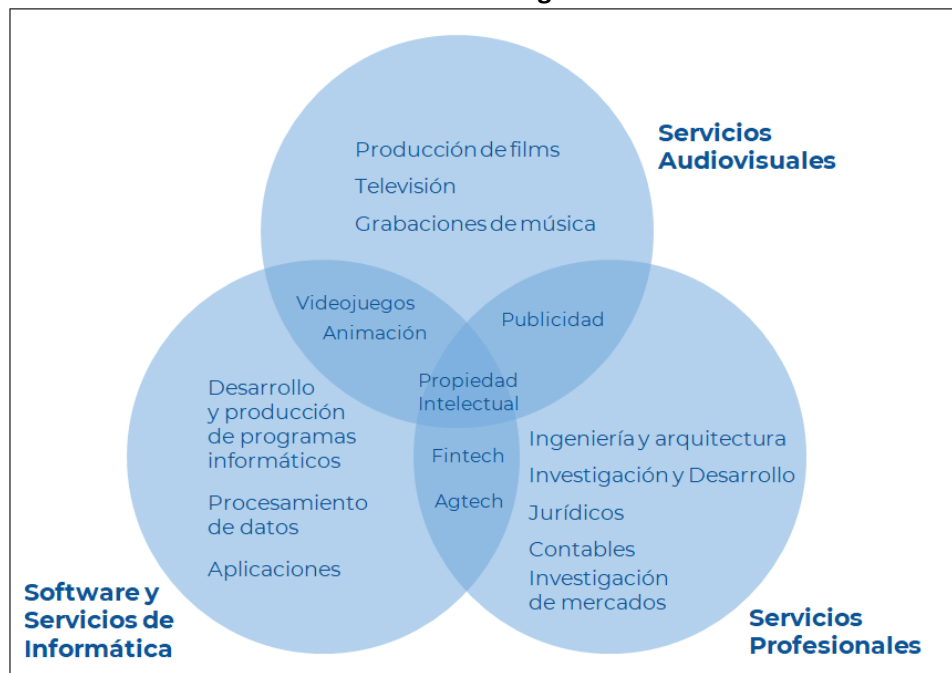 Servicios
Audiovisuales
Producción de films
Televisión
Grabaciones de música
Videojuegos
Animación
Publicidad
Propiedad
Intelectual
Fintech
Agtech
Desarrollo
y producción
de programas
informáticos
Procesamiento
de datos
Aplicaciones
Ingeniería y arquitectura
Investigación y Desarrollo
Jurídicos
Contables
Investigación
de mercados
Software y
Servicios de
Informática
Servicios
Profesionales